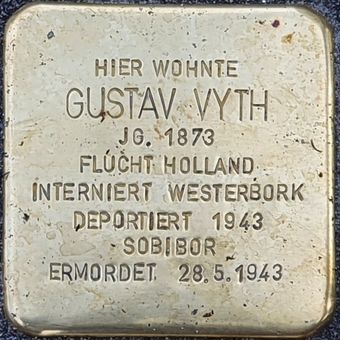 HIER WOHNTE
GUSTAV VYTH
JG. 1873
FLUCHT HOLLAND
INTERNIERT WESTERBORK
DEPORTIERT 1943
SOBIBOR
ERMORDET 28.5.1943